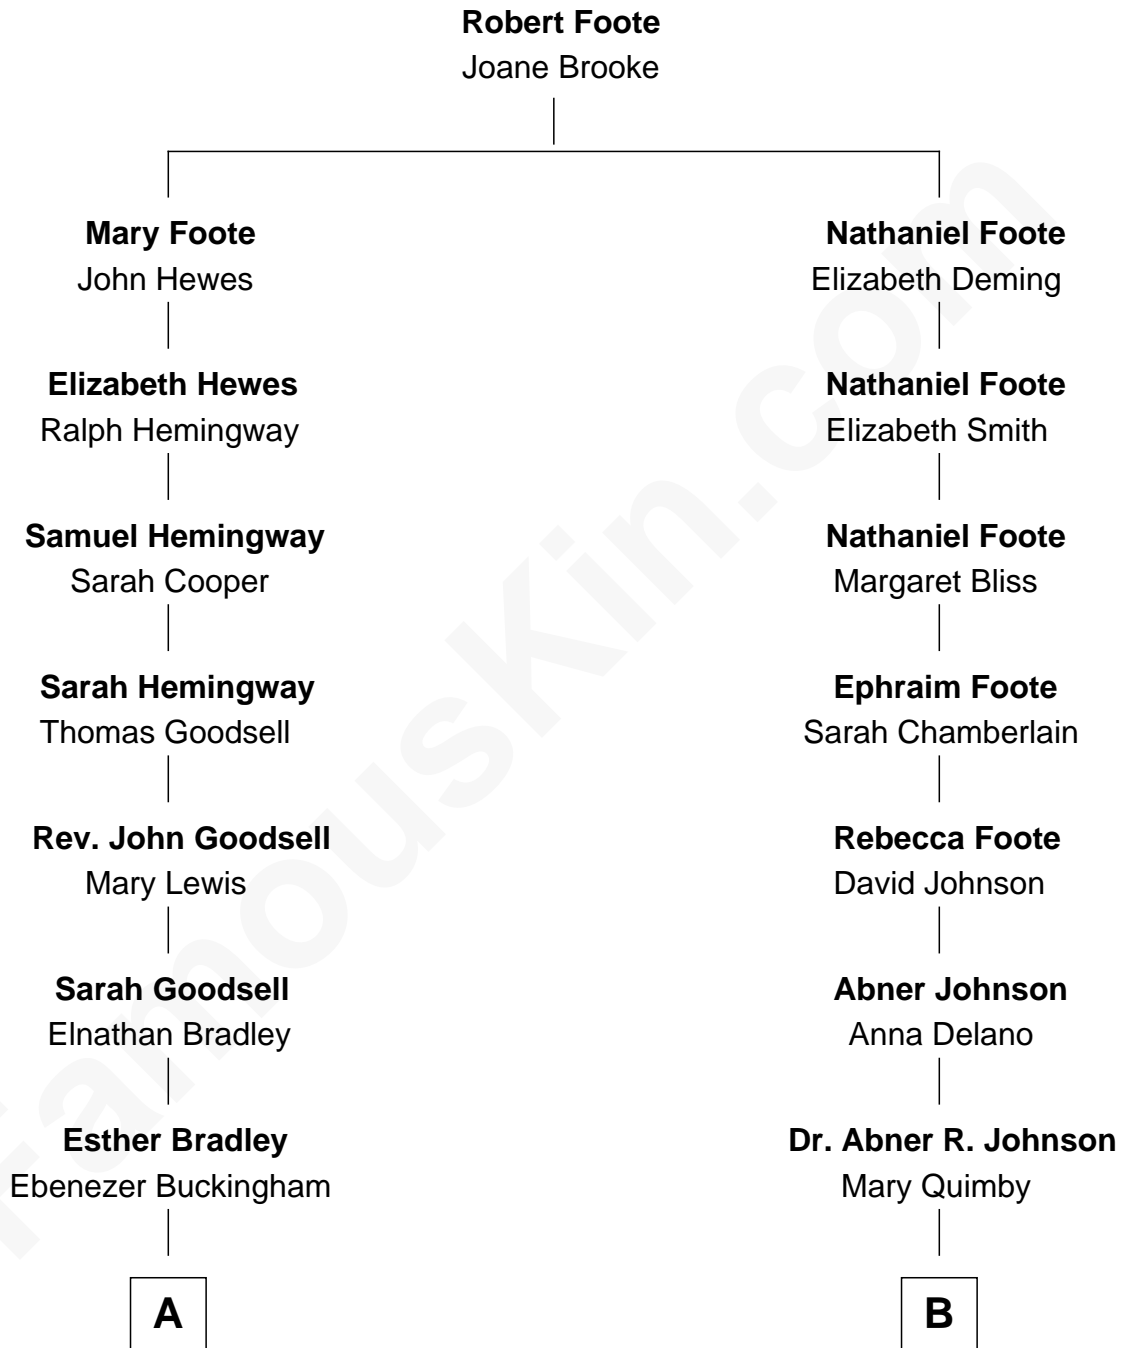 Robert Foote
Joane Brooke
Mary Foote
John Hewes
Nathaniel Foote
Elizabeth Deming
Elizabeth Hewes
Ralph Hemingway
Nathaniel Foote
Elizabeth Smith
Samuel Hemingway
Sarah Cooper
Nathaniel Foote
Margaret Bliss
Sarah Hemingway
Thomas Goodsell
Ephraim Foote
Sarah Chamberlain
Rev. John Goodsell
Mary Lewis
Rebecca Foote
David Johnson
Sarah Goodsell
Elnathan Bradley
Abner Johnson
Anna Delano
Esther Bradley
Ebenezer Buckingham
Dr. Abner R. Johnson
Mary Quimby
A
B
FamousKin.com